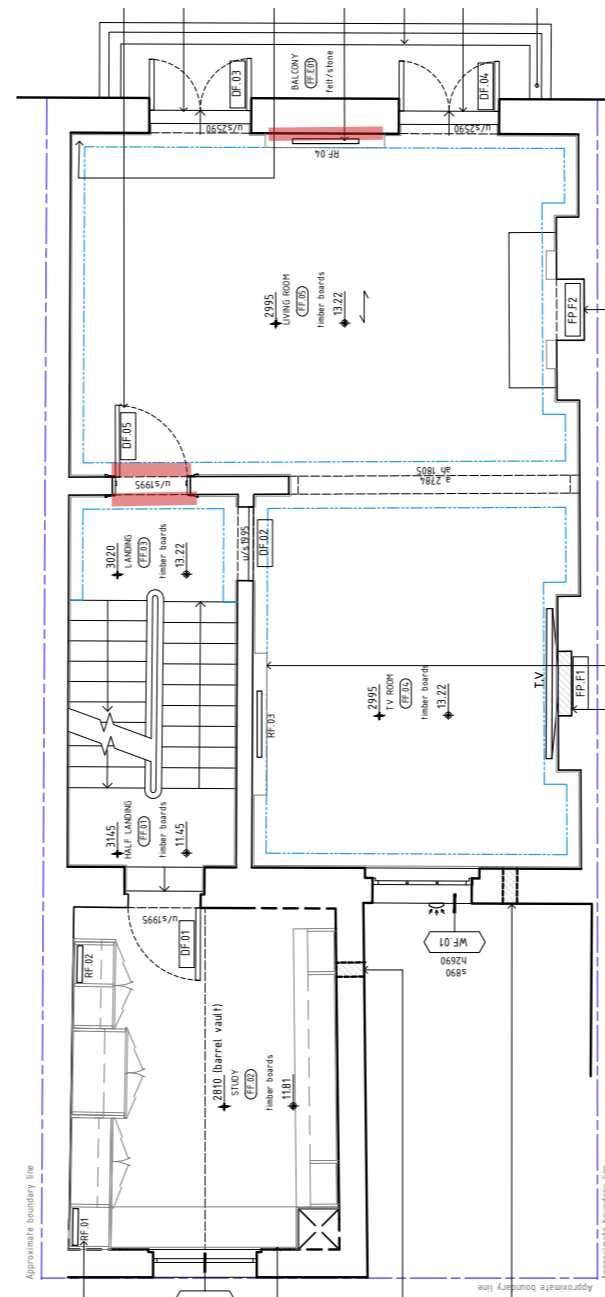 DF.03
BALCONY
FF.E01
felt/stone
DF.04
u/s2590
u/s2590
RF.04
2995
LIVING ROOM
FF.05
timber boards
13.22
FP.F2
DF.05
u/s1995
a 2784
ah 1805
3020
LANDING
FF.03
timber boards
13.22
u/s1995
DF.02
RF.03
2995
TV ROOM
FF.04
timber boards
13.22
T.V
FP.F1
3145
HALF LANDING
FF.01
timber boards
11.45
u/s1995
DF.01
RF.02
WF.01
s890
h2690
2810 (barrel vault)
STUDY
FF.02
timber boards
11.81
RF.01
Approximate boundary line
Approximate boundary line
Approximate boundary line